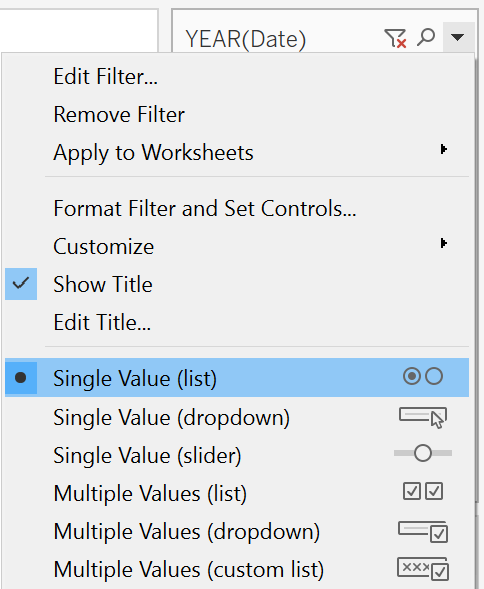 YEAR(Date)
Edit Filter...
Remove Filter
Apply to Worksheets
Format Filter and Set Controls...
Customize
Show Title
Edit Title...
Single Value (list)
Single Value (dropdown)
Single Value (slider)
Multiple Values (list)
Multiple Values (dropdown)
Multiple Values (custom list)